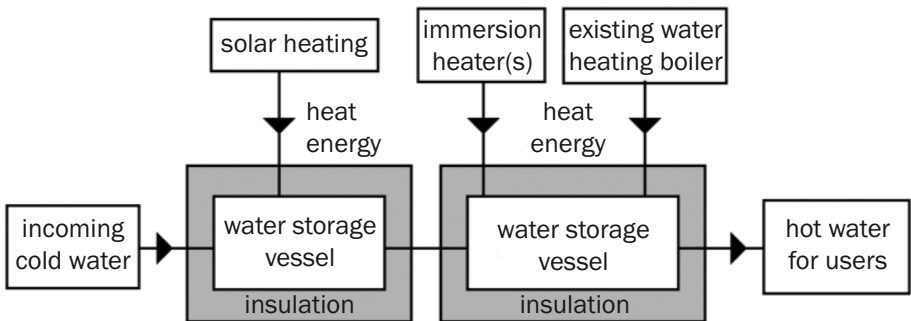 solar heating
immersion
heater(s)
existing water
heating boiler
heat
energy
heat
energy
incoming
cold water
water storage
vessel
insulation
water storage
vessel
insulation
hot water
for users